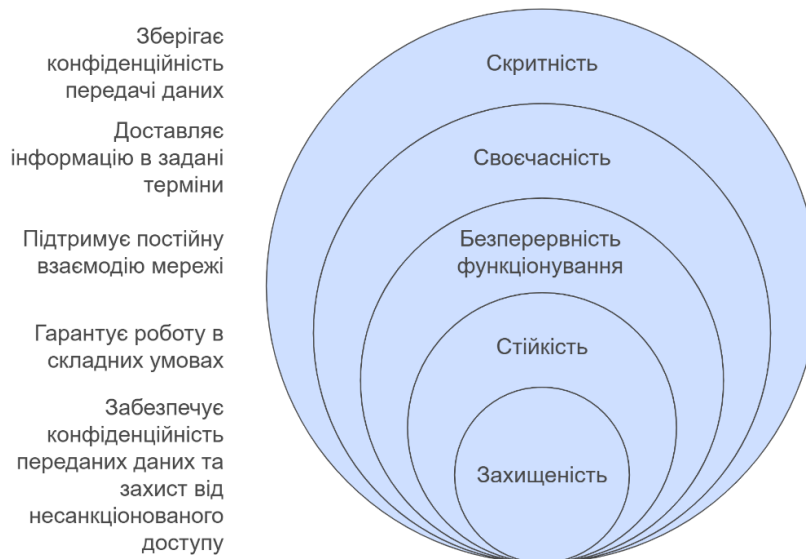 Зберігає
конфіденційність
передачі даних
Скритність
Доставляє
інформацію в задані
терміни
Своєчасність
Підтримує постійну
взаємодію мережі
Безперервність
функціонування
Гарантує роботу в
складних умовах
Стійкість
Забезпечує
конфіденційність
переданих даних та
захист від
несанкціонованого
доступу
Захищеність